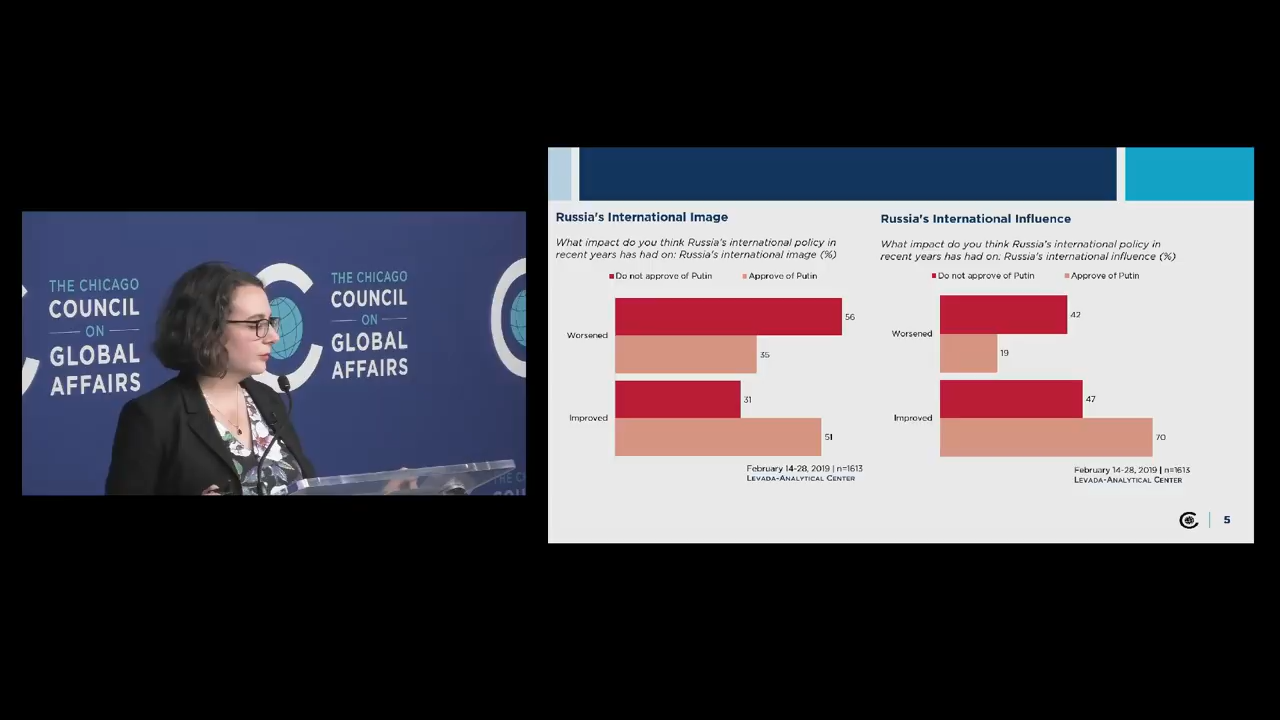 THE CHICAGO
COUNCIL
ON
GLOBAL
AFFAIRS
THE CHICAGO
COUNCIL
ON
GLOBAL
AFFAIRS
Russia's International Image
What impact do you think Russia's international policy in
recent years has had on: Russia's international image (%)
Do not approve of Putin Approve of Putin
Worsened
56
35
Improved
31
51
February 14-28, 2019 | n=1613
LEVADA-ANALYTICAL CENTER
Russia's International Influence
What impact do you think Russia's international policy in
recent years has had on: Russia's international influence (%)
Do not approve of Putin Approve of Putin
Worsened
42
19
Improved
47
70
February 14-28, 2019 | n=1613
LEVADA-ANALYTICAL CENTER
5